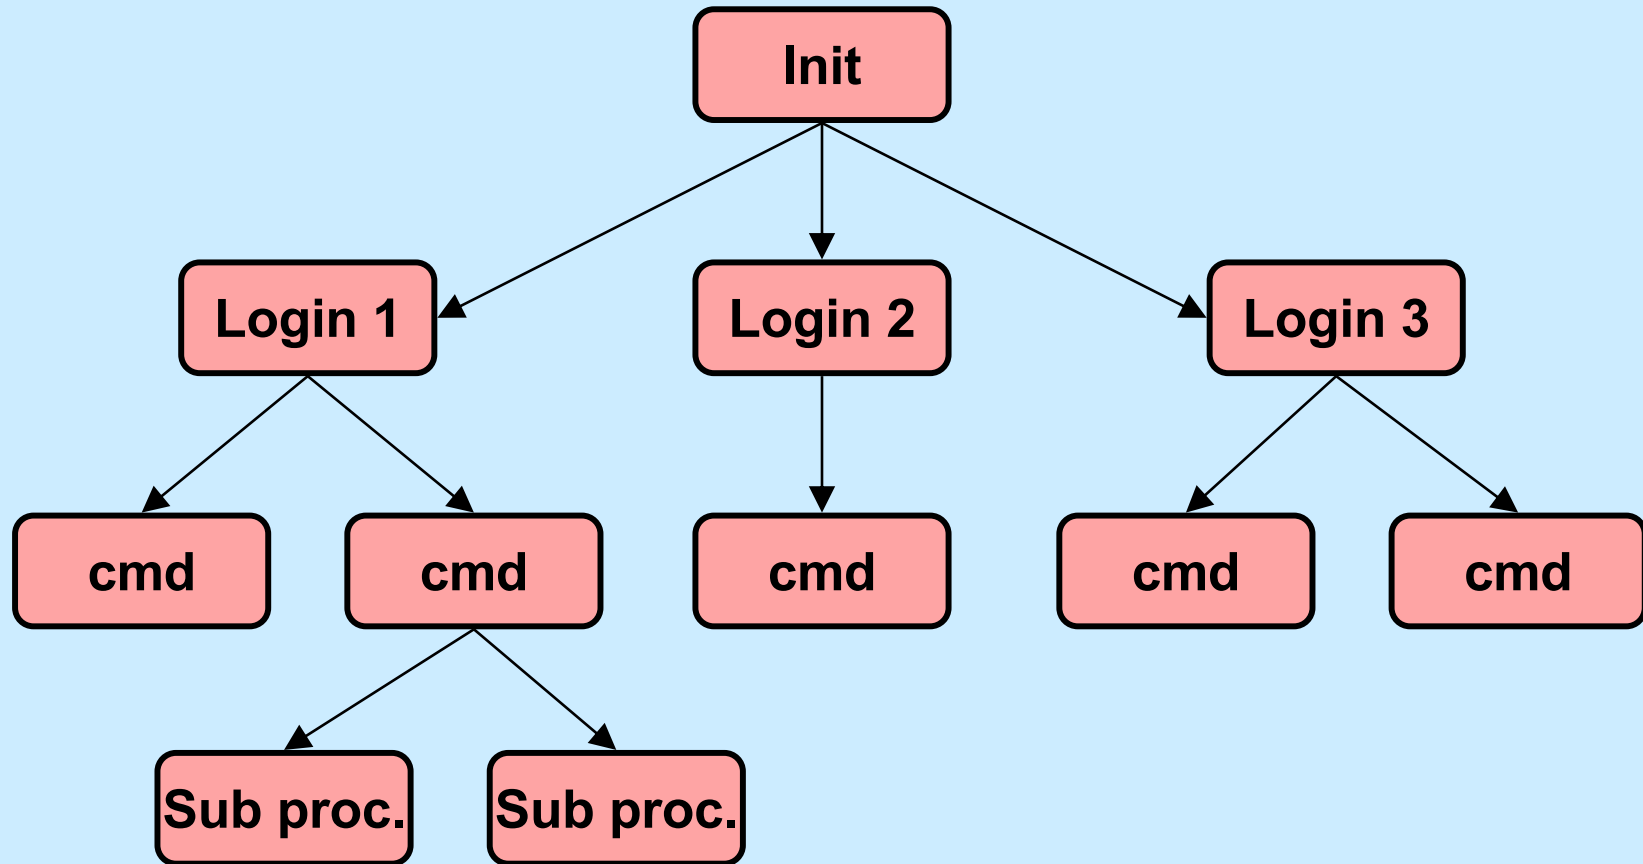 Init
Login 1
Login 2
Login 3
cmd
cmd
cmd
cmd
cmd
Sub proc.
Sub proc.